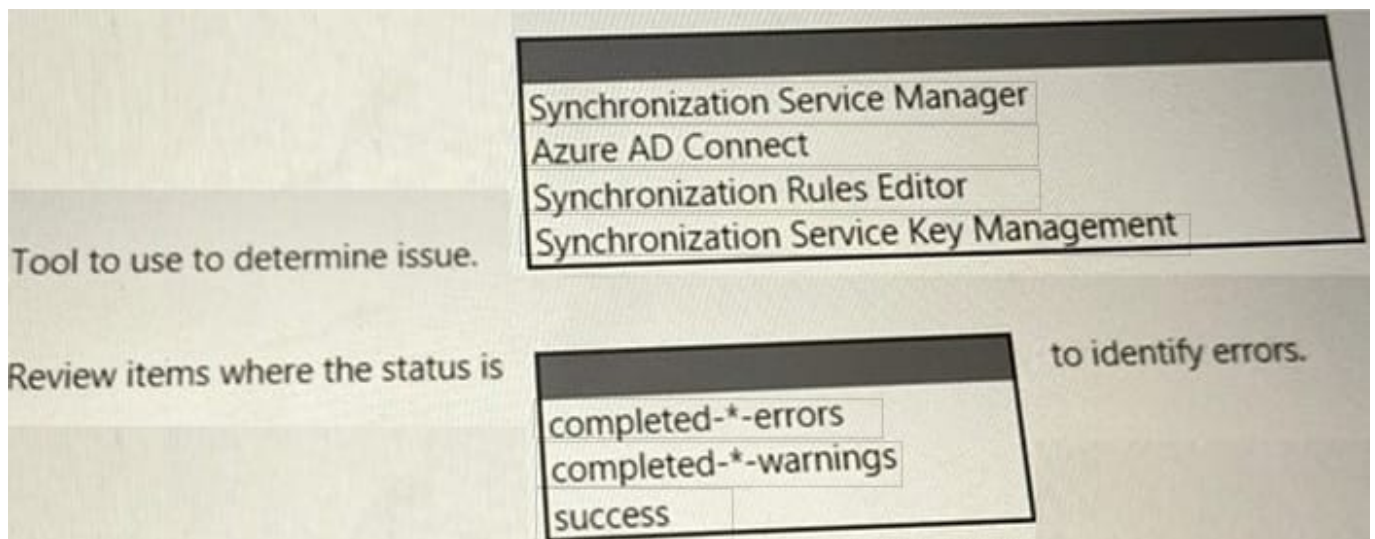 Synchronization Service Manager
Azure AD Connect
Synchronization Rules Editor
Synchronization Service Key Management
Tool to use to determine issue.
Review items where the status is
to identify errors.
completed-*-errors
completed-*-warnings
success